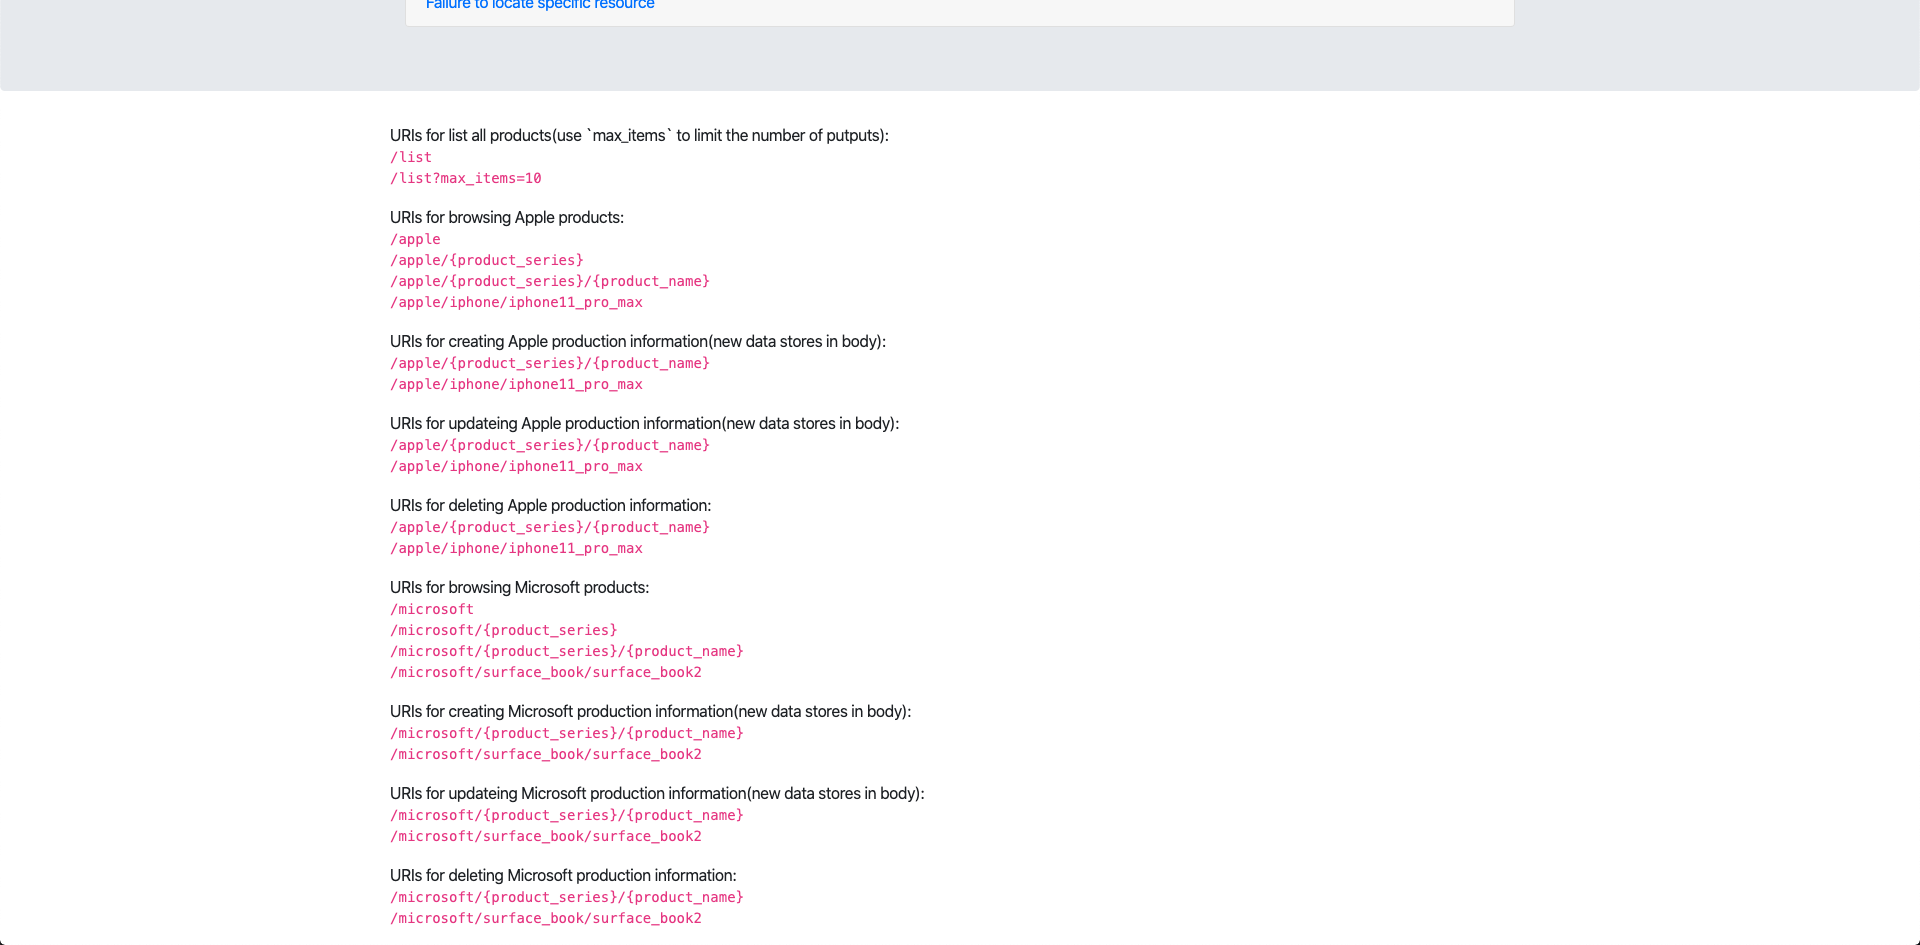 Failure to locate specific resource
URIs for list all products(use `max_items` to limit the number of putputs):
/list
/list?max_items=10
URIs for browsing Apple products:
/apple
/apple/{product_series}
/apple/{product_series}/{product_name}
/apple/iphone/iphone11_pro_max
URIs for creating Apple production information(new data stores in body):
/apple/{product_series}/{product_name}
/apple/iphone/iphone11_pro_max
URIs for updateing Apple production information(new data stores in body):
/apple/{product_series}/{product_name}
/apple/iphone/iphone11_pro_max
URIs for deleting Apple production information:
/apple/{product_series}/{product_name}
/apple/iphone/iphone11_pro_max
URIs for browsing Microsoft products:
/microsoft
/microsoft/{product_series}
/microsoft/{product_series}/{product_name}
/microsoft/surface_book/surface_book2
URIs for creating Microsoft production information(new data stores in body):
/microsoft/{product_series}/{product_name}
/microsoft/surface_book/surface_book2
URIs for updateing Microsoft production information(new data stores in body):
/microsoft/{product_series}/{product_name}
/microsoft/surface_book/surface_book2
URIs for deleting Microsoft production information:
/microsoft/{product_series}/{product_name}
/microsoft/surface_book/surface_book2